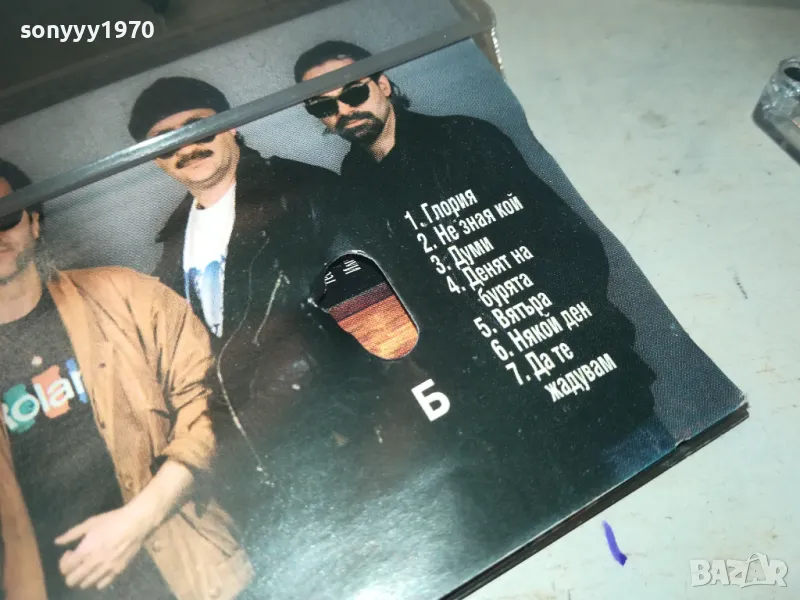 sonyyy1970
1. Глория
2. Не зная кой
3. Думи
4. Денят на
бурята
5. Вятъра
6. Някой ден
7. Да те
жадувам
Б
Rolan
BAZAR